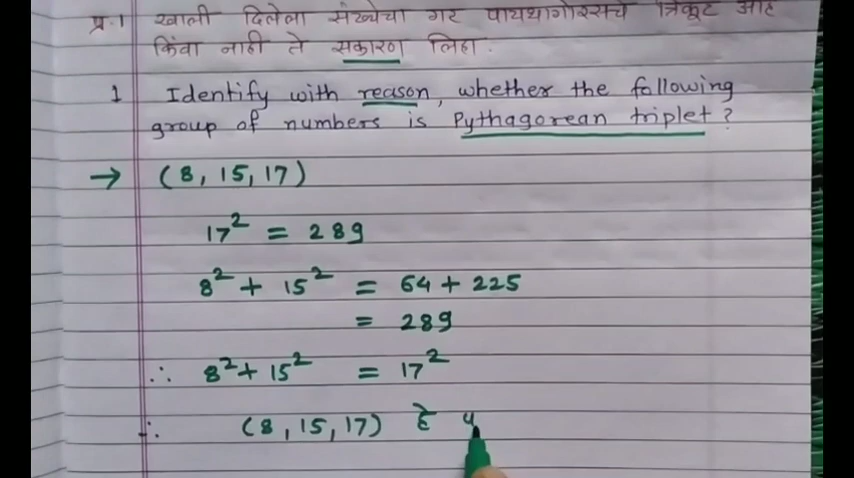 प्र.1 खाली दिलेला संख्येचा गट पायथागोरसचे त्रिकूट आहे
किंवा नाही ते सकारण लिहा.
1 Identify with reason, whether the following
group of numbers is Pythagorean triplet?
→ (8, 15, 17)
17² = 289
8² + 15² = 64 + 225
= 289
∴ 8² + 15² = 17²
∴ (8, 15, 17) हे प